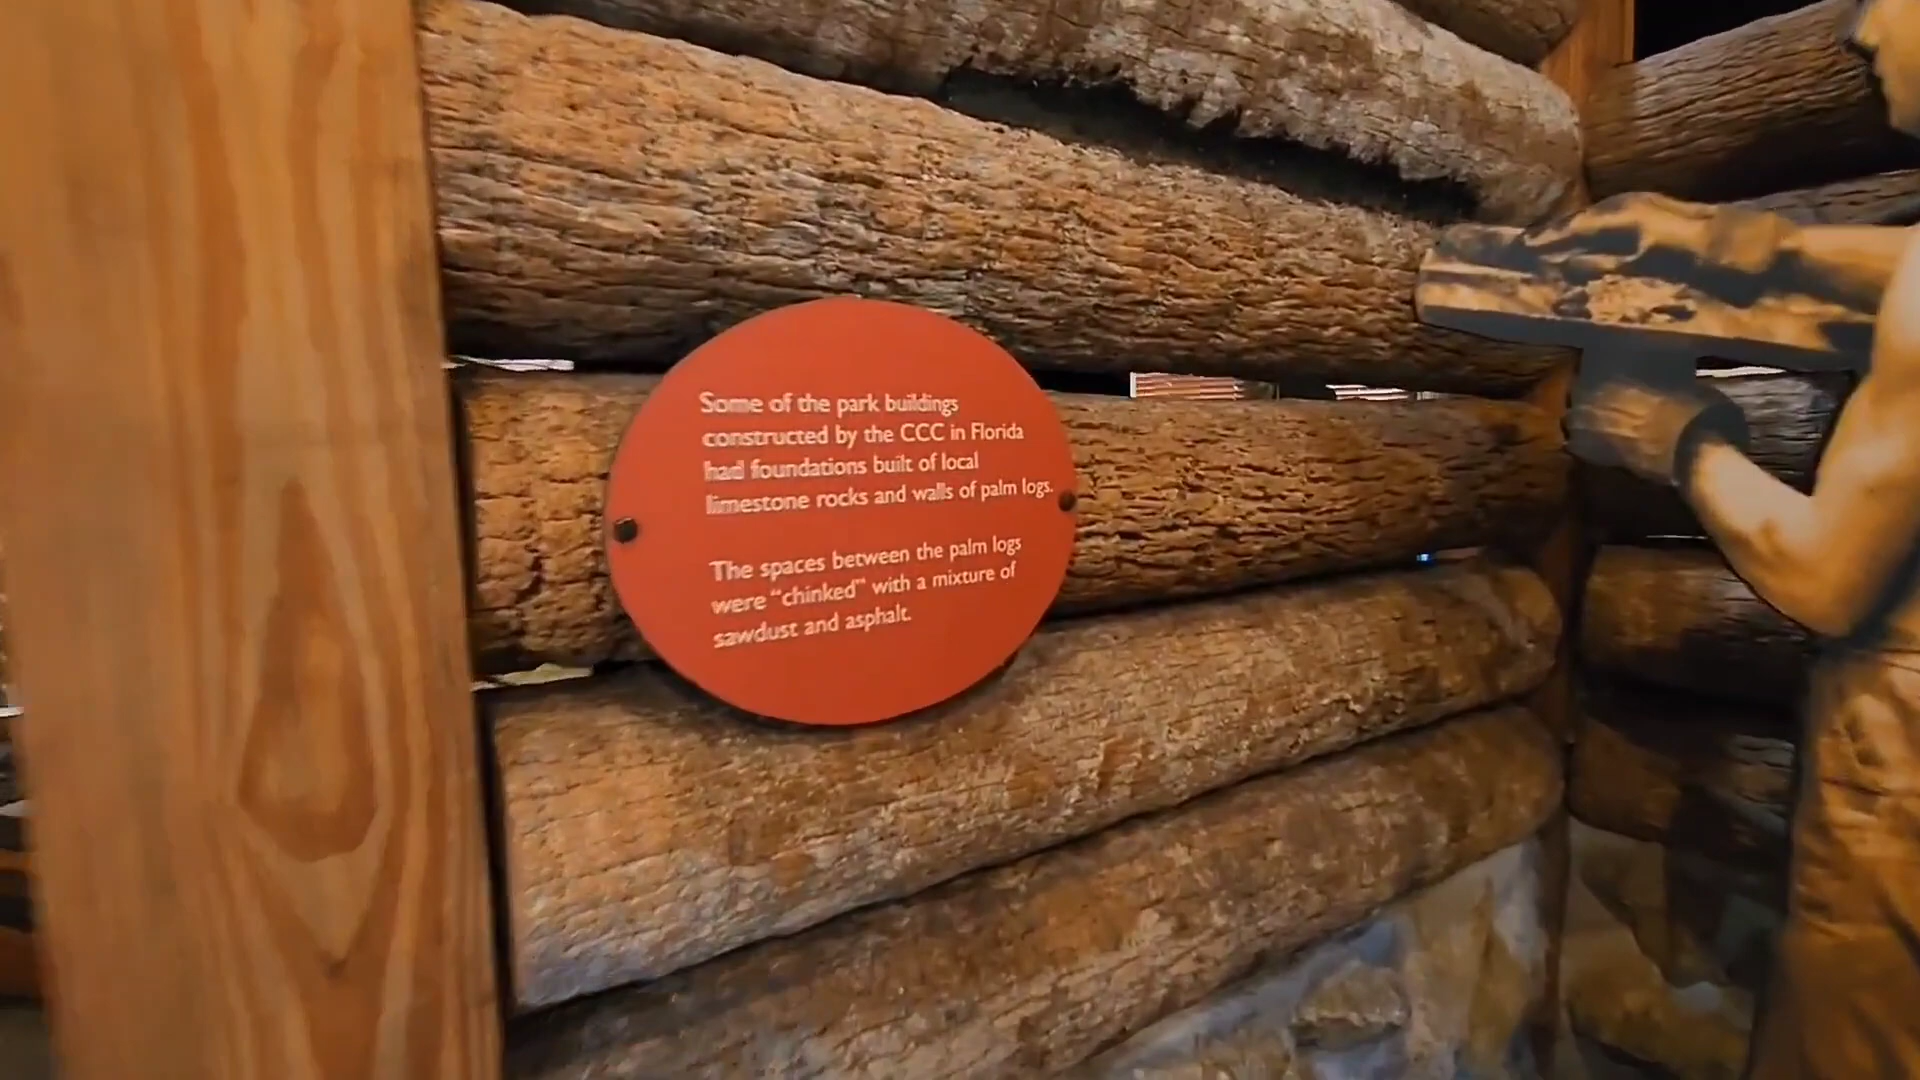 Some of the park buildings
constructed by the CCC in Florida
had foundations built of local
limestone rocks and walls of palm logs.
The spaces between the palm logs
were “chinked” with a mixture of
sawdust and asphalt.